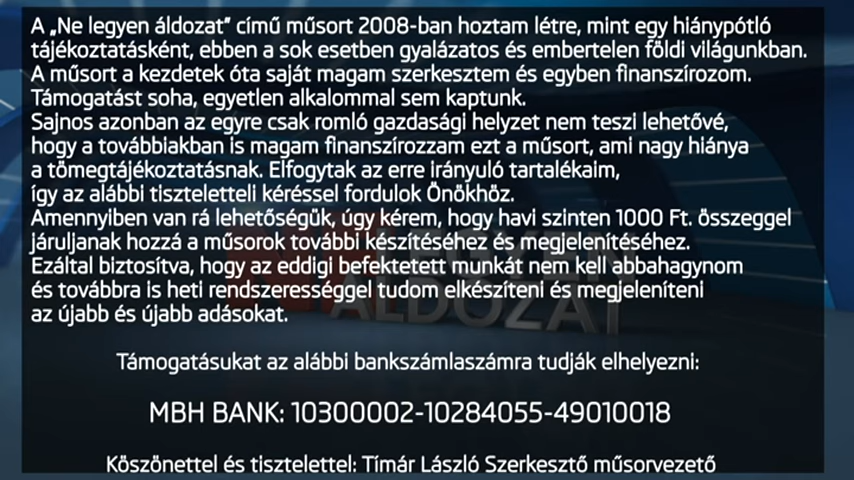 A „Ne legyen áldozat” című műsort 2008-ban hoztam létre, mint egy hiánypótló
tájékoztatásként, ebben a sok esetben gyalázatos és embertelen földi világunkban.
A műsort a kezdetek óta saját magam szerkesztem és egyben finanszírozom.
Támogatást soha, egyetlen alkalommal sem kaptunk.
Sajnos azonban az egyre csak romló gazdasági helyzet nem teszi lehetővé,
hogy a továbbiakban is magam finanszírozzam ezt a műsort, ami nagy hiánya
a tömegtájékoztatásnak. Elfogytak az erre irányuló tartalékaim,
így az alábbi tiszteletteli kéréssel fordulok Önökhöz.
Amennyiben van rá lehetőségük, úgy kérem, hogy havi szinten 1000 Ft. összeggel
járuljanak hozzá a műsorok további készítéséhez és megjelenítéséhez.
Ezáltal biztosítva, hogy az eddigi befektetett munkát nem kell abbahagynom
és továbbra is heti rendszerességgel tudom elkészíteni és megjeleníteni
az újabb és újabb adásokat.
Támogatásukat az alábbi bankszámlaszámra tudják elhelyezni:
MBH BANK: 10300002-10284055-49010018
Köszönettel és tisztelettel: Tímár László Szerkesztő műsorvezető
NE LEGYEN
ÁLDOZAT